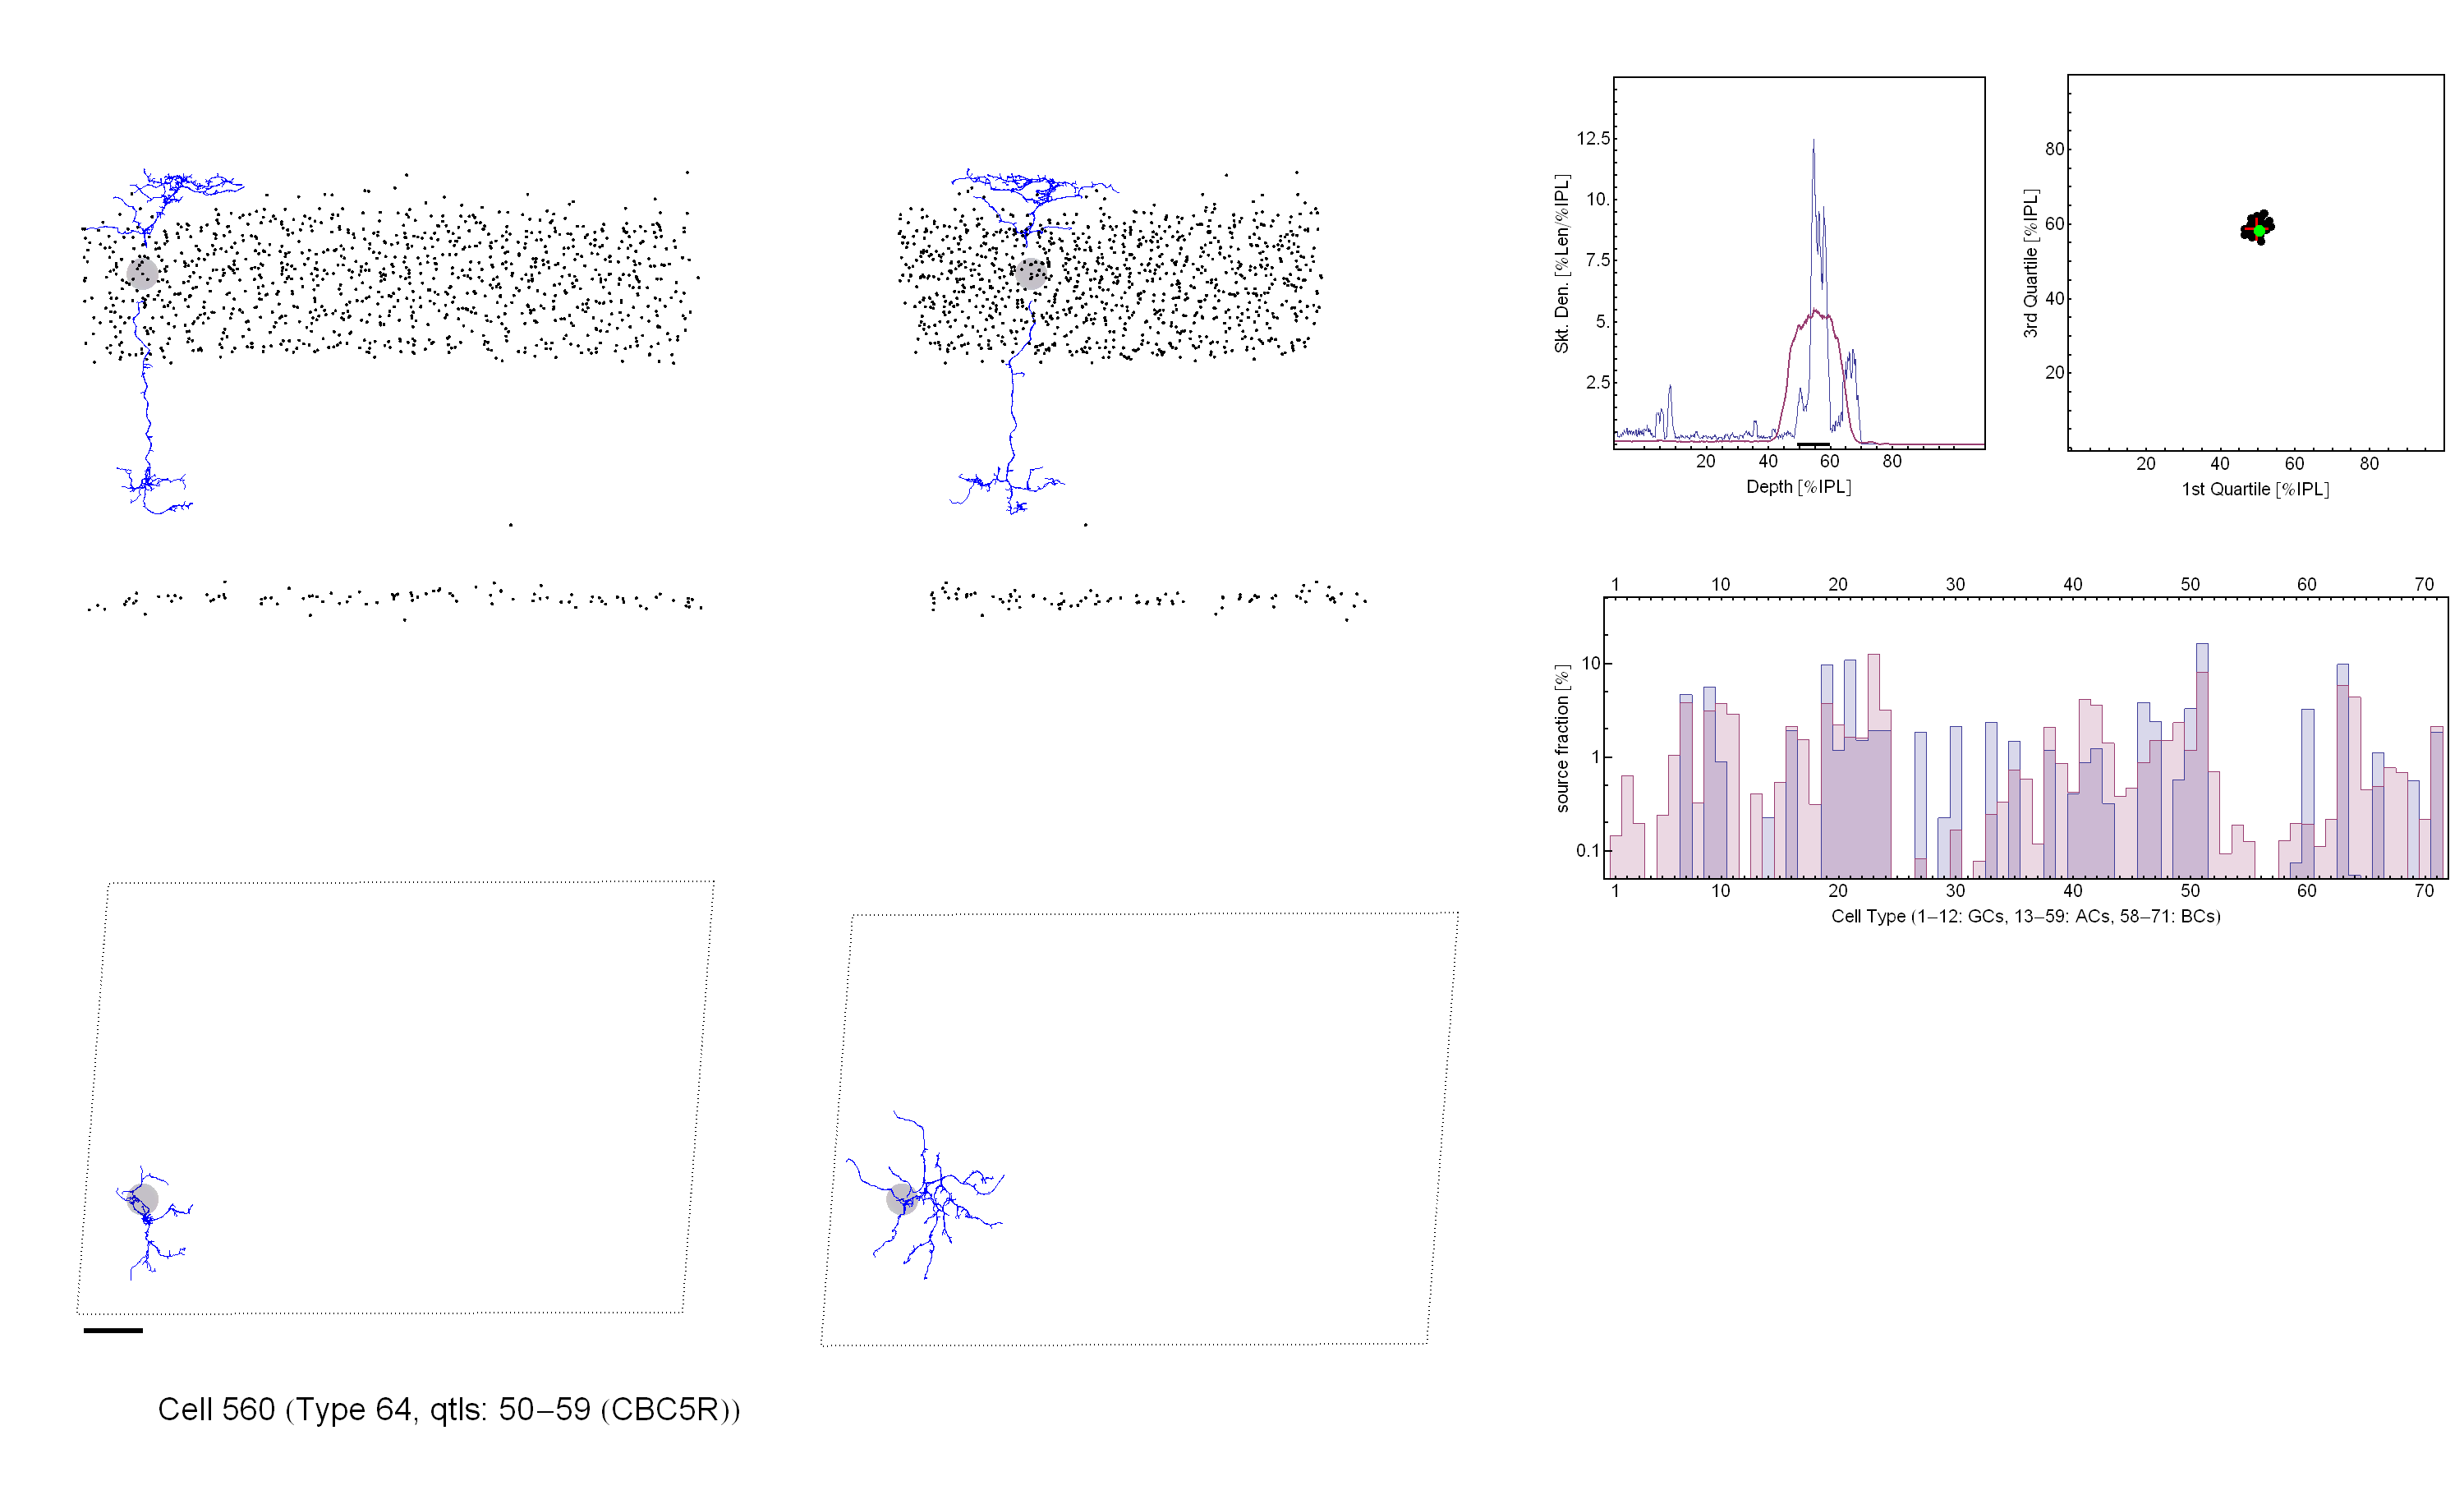 12.5
10.
7.5
5.
2.5
Skt. Den. [%Len/%IPL]
20 40 60 80
Depth [%IPL]
80
60
40
20
3rd Quartile [%IPL]
20 40 60 80
1st Quartile [%IPL]
1 10 20 30 40 50 60 70
10
1
0.1
source fraction [%]
1 10 20 30 40 50 60 70
Cell Type (1–12: GCs, 13–59: ACs, 58–71: BCs)
Cell 560 (Type 64, qtls: 50–59 (CBC5R))